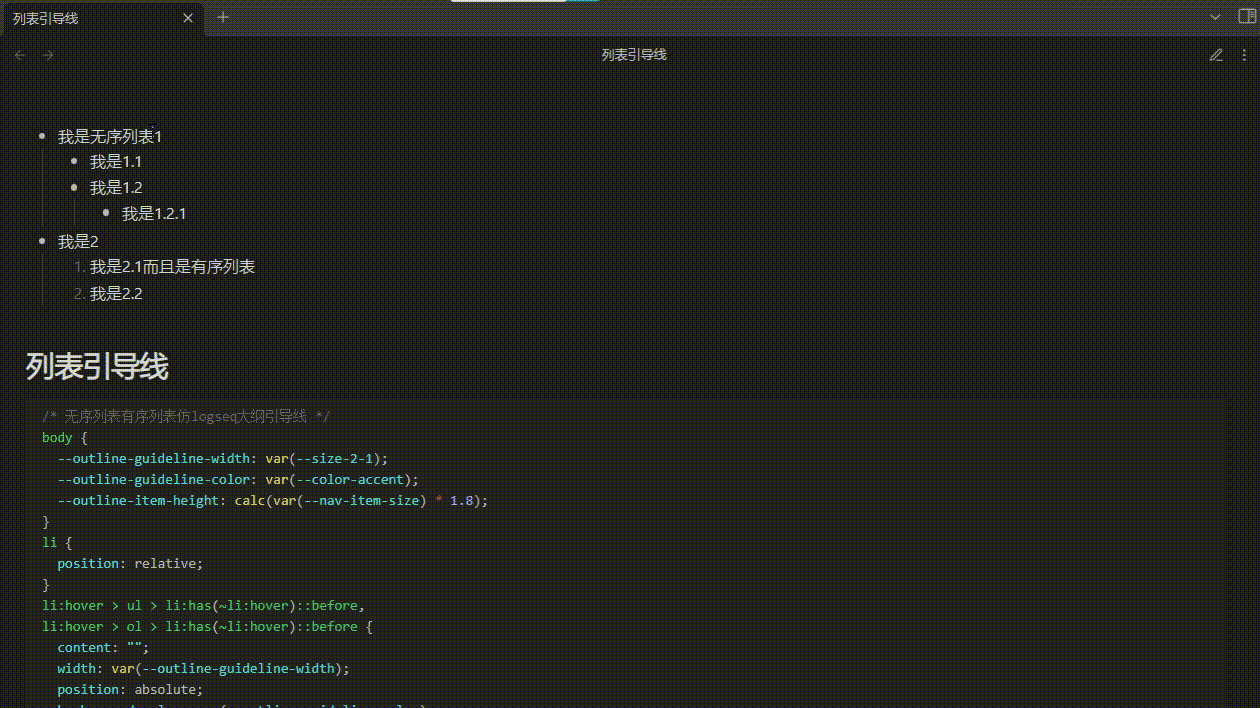 列表引导线
列表引导线
我是无序列表1
我是1.1
我是1.2
我是1.2.1
我是2
1. 我是2.1而且是有序列表
2. 我是2.2
列表引导线
/* 无序列表有序列表仿logseq大纲引导线 */
body {
--outline-guideline-width: var(--size-2-1);
--outline-guideline-color: var(--color-accent);
--outline-item-height: calc(var(--nav-item-size) * 1.8);
}
li {
position: relative;
}
li:hover > ul > li:has(~li:hover)::before,
li:hover > ol > li:has(~li:hover)::before {
content: "";
width: var(--outline-guideline-width);
position: absolute;